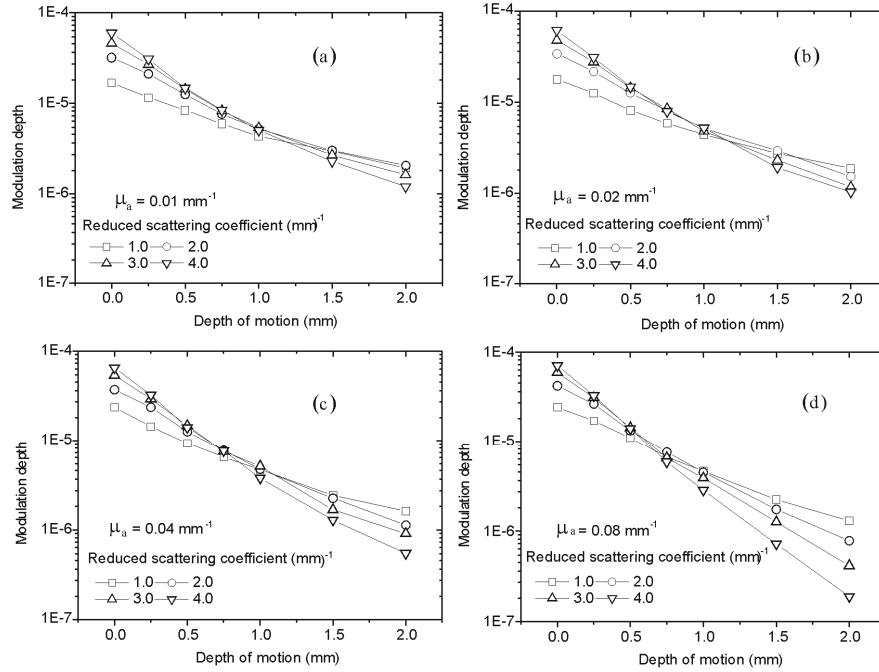 1E-4
(a)
1E-5
1E-6
1E-7
Modulation depth
μa = 0.01 mm-1
Reduced scattering coefficient (mm)-1
1.0 2.0
3.0 4.0
0.0 0.5 1.0 1.5 2.0
Depth of motion (mm)
1E-4
(b)
1E-5
1E-6
1E-7
Modulation depth
μa = 0.02 mm-1
Reduced scattering coefficient (mm)-1
1.0 2.0
3.0 4.0
0.0 0.5 1.0 1.5 2.0
Depth of motion (mm)
1E-4
(c)
1E-5
1E-6
1E-7
Modulation depth
μa = 0.04 mm-1
Reduced scattering coefficient (mm)-1
1.0 2.0
3.0 4.0
0.0 0.5 1.0 1.5 2.0
Depth of motion (mm)
1E-4
(d)
1E-5
1E-6
1E-7
Modulation depth
μa = 0.08 mm-1
Reduced scattering coefficient (mm)-1
1.0 2.0
3.0 4.0
0.0 0.5 1.0 1.5 2.0
Depth of motion (mm)